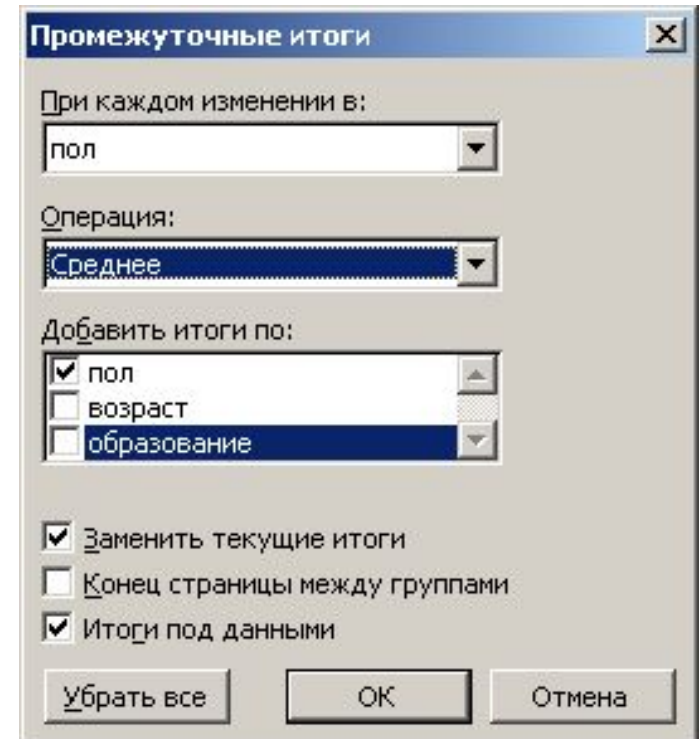 Промежуточные итоги
При каждом изменении в:
пол
Операция:
Среднее
Добавить итоги по:
пол
возраст
образование
Заменить текущие итоги
Конец страницы между группами
Итоги под данными
Убрать все ОК Отмена